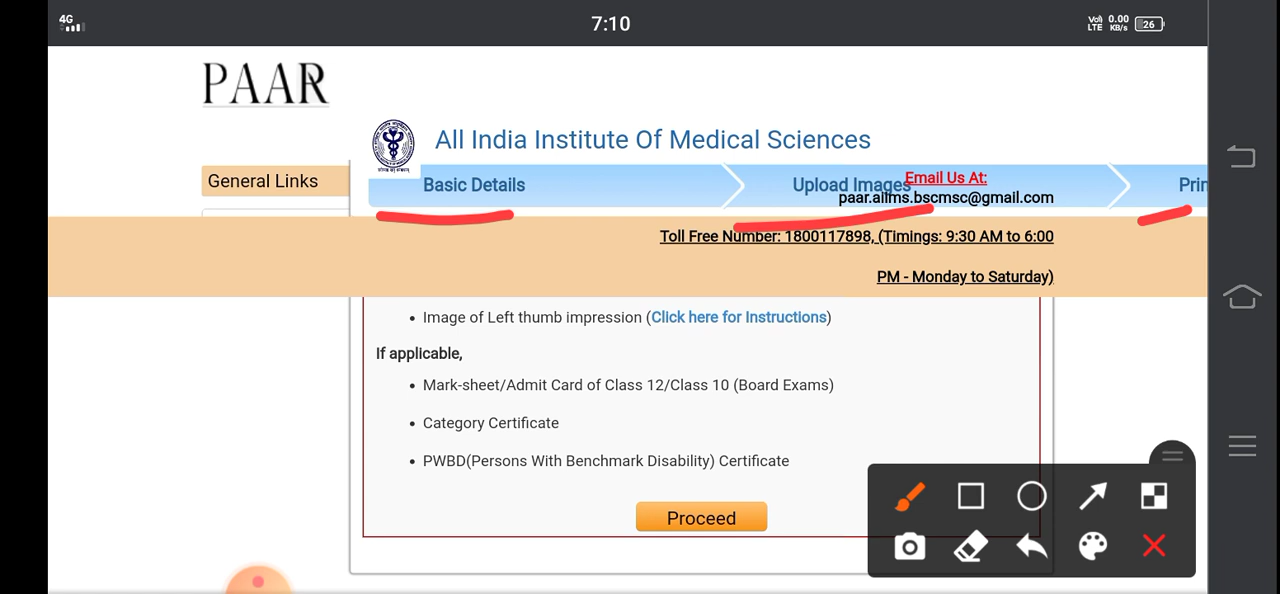 4G
7:10
Vol) LTE 0.00 KB/s 26
PAAR
All India Institute Of Medical Sciences
General Links
Basic Details
Upload Images
Prin
Email Us At:
paar.aiims.bscmsc@gmail.com
Toll Free Number: 1800117898, (Timings: 9:30 AM to 6:00
PM - Monday to Saturday)
• Image of Left thumb impression (Click here for Instructions)
If applicable,
• Mark-sheet/Admit Card of Class 12/Class 10 (Board Exams)
• Category Certificate
• PWBD(Persons With Benchmark Disability) Certificate
Proceed